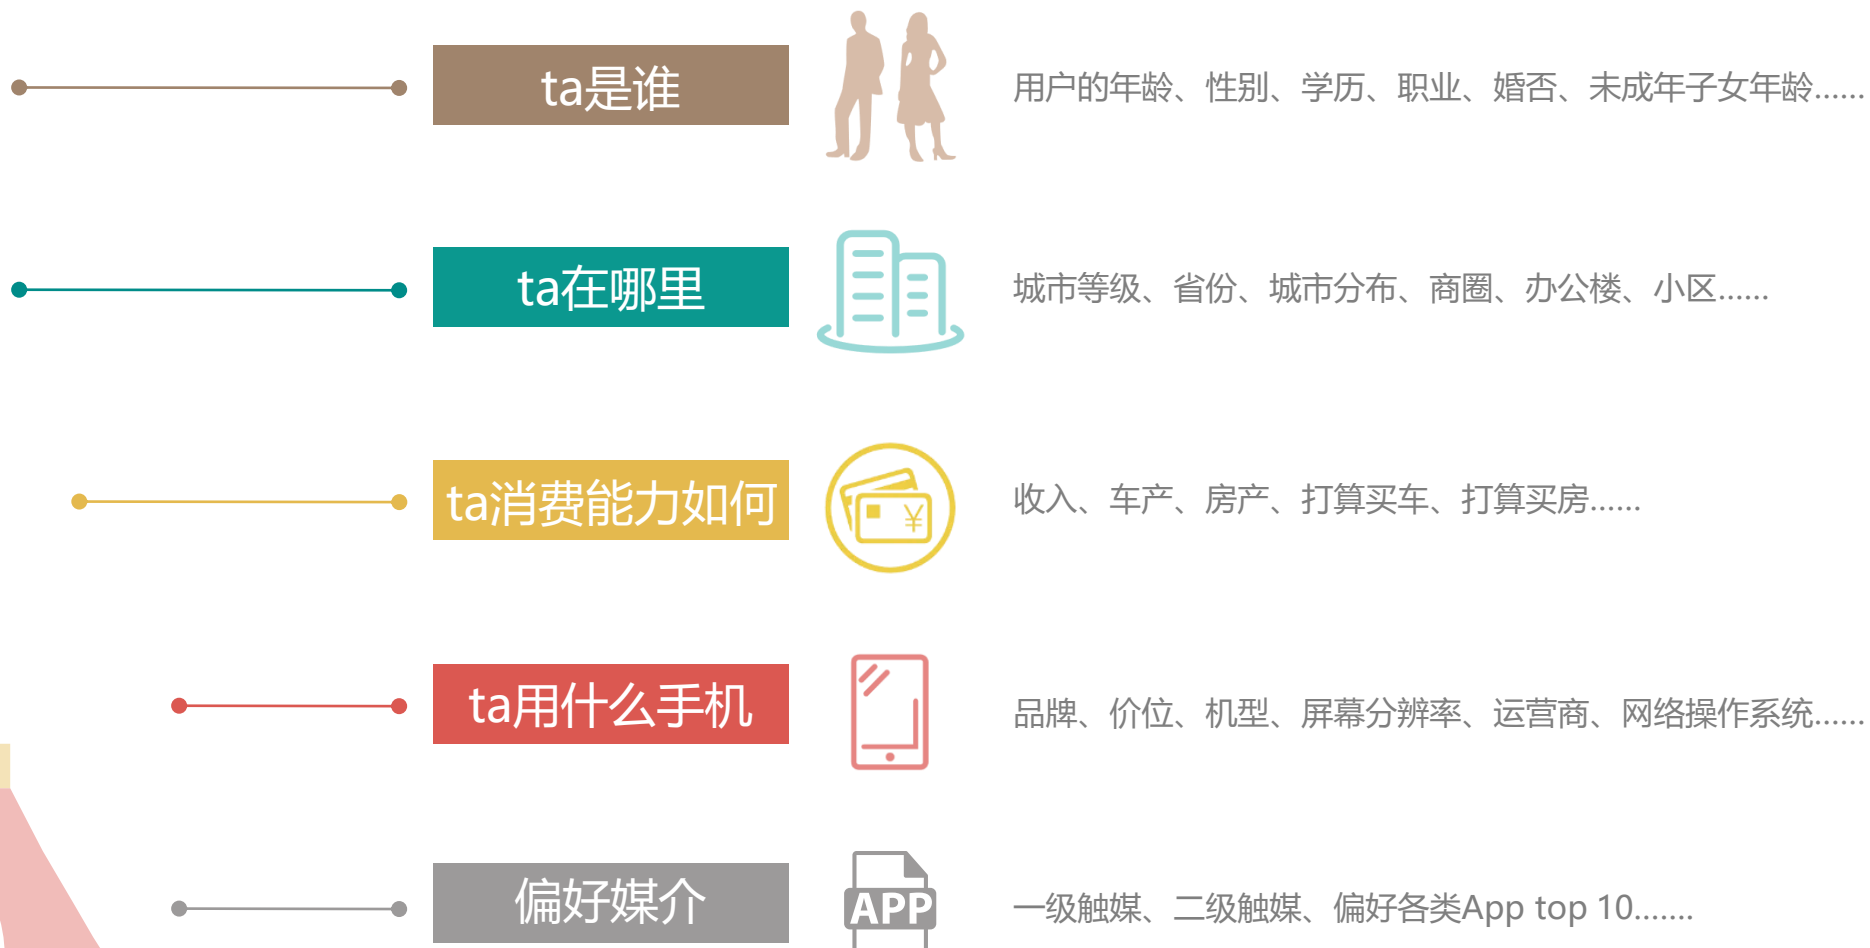 ta是谁
用户的年龄、性别、学历、职业、婚否、未成年子女年龄......
ta在哪里
城市等级、省份、城市分布、商圈、办公楼、小区......
ta消费能力如何
¥
收入、车产、房产、打算买车、打算买房......
ta用什么手机
品牌、价位、机型、屏幕分辨率、运营商、网络操作系统......
偏好媒介
APP
一级触媒、二级触媒、偏好各类App top 10.......